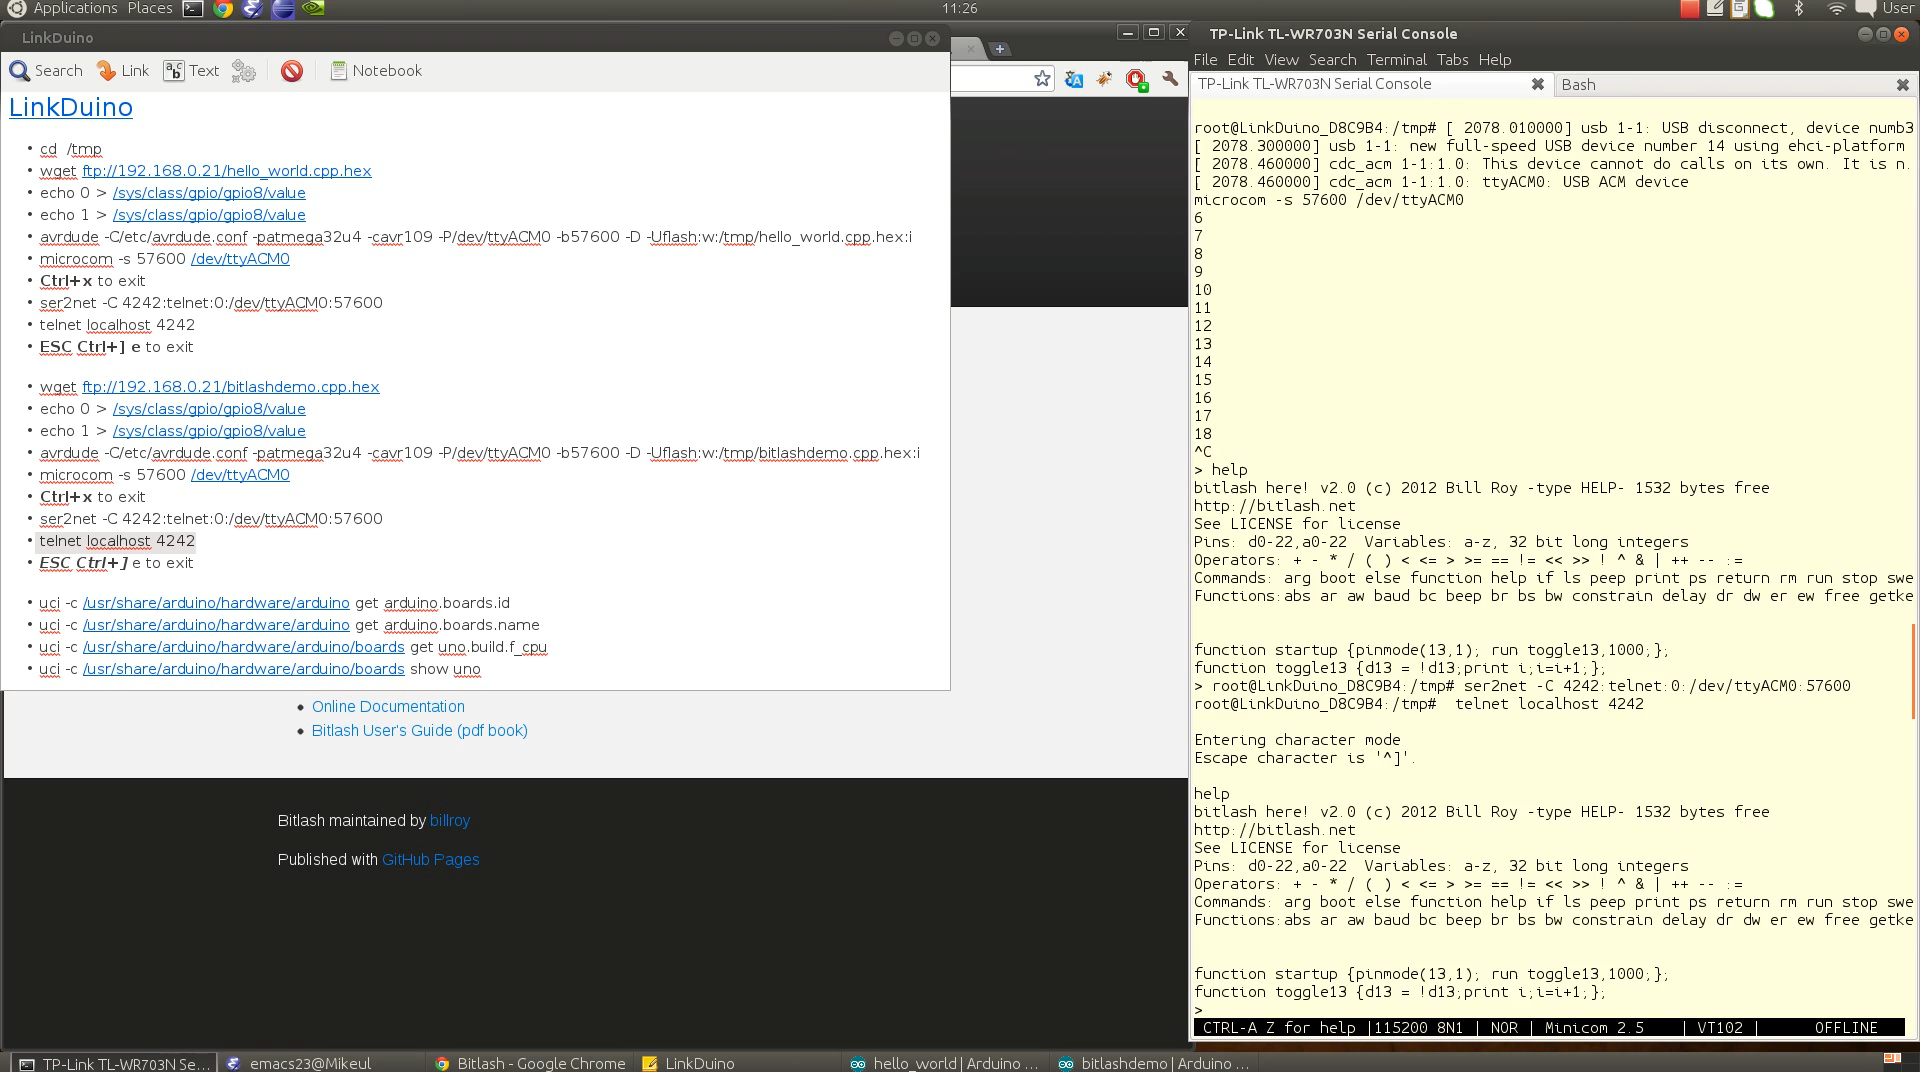 Applications Places
11:26
User
LinkDuino
Search Link Text Notebook
LinkDuino
• cd /tmp
• wget ftp://192.168.0.21/hello_world.cpp.hex
• echo 0 > /sys/class/gpio/gpio8/value
• echo 1 > /sys/class/gpio/gpio8/value
• avrdude -C/etc/avrdude.conf -patmega32u4 -cavr109 -P/dev/ttyACM0 -b57600 -D -Uflash:w:/tmp/hello_world.cpp.hex:i
• microcom -s 57600 /dev/ttyACM0
• Ctrl+x to exit
• ser2net -C 4242:telnet:0:/dev/ttyACM0:57600
• telnet localhost 4242
• ESC Ctrl+] e to exit
• wget ftp://192.168.0.21/bitlashdemo.cpp.hex
• echo 0 > /sys/class/gpio/gpio8/value
• echo 1 > /sys/class/gpio/gpio8/value
• avrdude -C/etc/avrdude.conf -patmega32u4 -cavr109 -P/dev/ttyACM0 -b57600 -D -Uflash:w:/tmp/bitlashdemo.cpp.hex:i
• microcom -s 57600 /dev/ttyACM0
• Ctrl+x to exit
• ser2net -C 4242:telnet:0:/dev/ttyACM0:57600
• telnet localhost 4242
• ESC Ctrl+] e to exit
• uci -c /usr/share/arduino/hardware/arduino get arduino.boards.id
• uci -c /usr/share/arduino/hardware/arduino get arduino.boards.name
• uci -c /usr/share/arduino/hardware/arduino/boards get uno.build.f_cpu
• uci -c /usr/share/arduino/hardware/arduino/boards show uno
• Online Documentation
• Bitlash User's Guide (pdf book)
Bitlash maintained by billroy
Published with GitHub Pages
TP-Link TL-WR703N Serial Console
File Edit View Search Terminal Tabs Help
TP-Link TL-WR703N Serial Console
Bash
root@LinkDuino_D8C9B4:/tmp# [ 2078.010000] usb 1-1: USB disconnect, device numb3
[ 2078.300000] usb 1-1: new full-speed USB device number 14 using ehci-platform
[ 2078.460000] cdc_acm 1-1:1.0: This device cannot do calls on its own. It is n.
[ 2078.460000] cdc_acm 1-1:1.0: ttyACM0: USB ACM device
microcom -s 57600 /dev/ttyACM0
6
7
8
9
10
11
12
13
14
15
16
17
18
^C
> help
bitlash here! v2.0 (c) 2012 Bill Roy -type HELP- 1532 bytes free
http://bitlash.net
See LICENSE for license
Pins: d0-22,a0-22 Variables: a-z, 32 bit long integers
Operators: + - * / ( ) < <= > >= == != << >> ! ^ & | ++ -- :=
Commands: arg boot else function help if ls peep print ps return rm run stop swe
Functions:abs ar aw baud bc beep br bs bw constrain delay dr dw er ew free getke
function startup {pinmode(13,1); run toggle13,1000;};
function toggle13 {d13 = !d13;print i;i=i+1;};
> root@LinkDuino_D8C9B4:/tmp# ser2net -C 4242:telnet:0:/dev/ttyACM0:57600
root@LinkDuino_D8C9B4:/tmp#  telnet localhost 4242
Entering character mode
Escape character is '^]'.
help
bitlash here! v2.0 (c) 2012 Bill Roy -type HELP- 1532 bytes free
http://bitlash.net
See LICENSE for license
Pins: d0-22,a0-22 Variables: a-z, 32 bit long integers
Operators: + - * / ( ) < <= > >= == != << >> ! ^ & | ++ -- :=
Commands: arg boot else function help if ls peep print ps return rm run stop swe
Functions:abs ar aw baud bc beep br bs bw constrain delay dr dw er ew free getke
function startup {pinmode(13,1); run toggle13,1000;};
function toggle13 {d13 = !d13;print i;i=i+1;};
>
CTRL-A Z for help |115200 8N1 | NOR | Minicom 2.5 | VT102 | OFFLINE
TP-Link TL-WR703N Se...
emacs23@Mikeul
Bitlash - Google Chrome
LinkDuino
hello_world | Arduino ...
bitlashdemo | Arduino ...